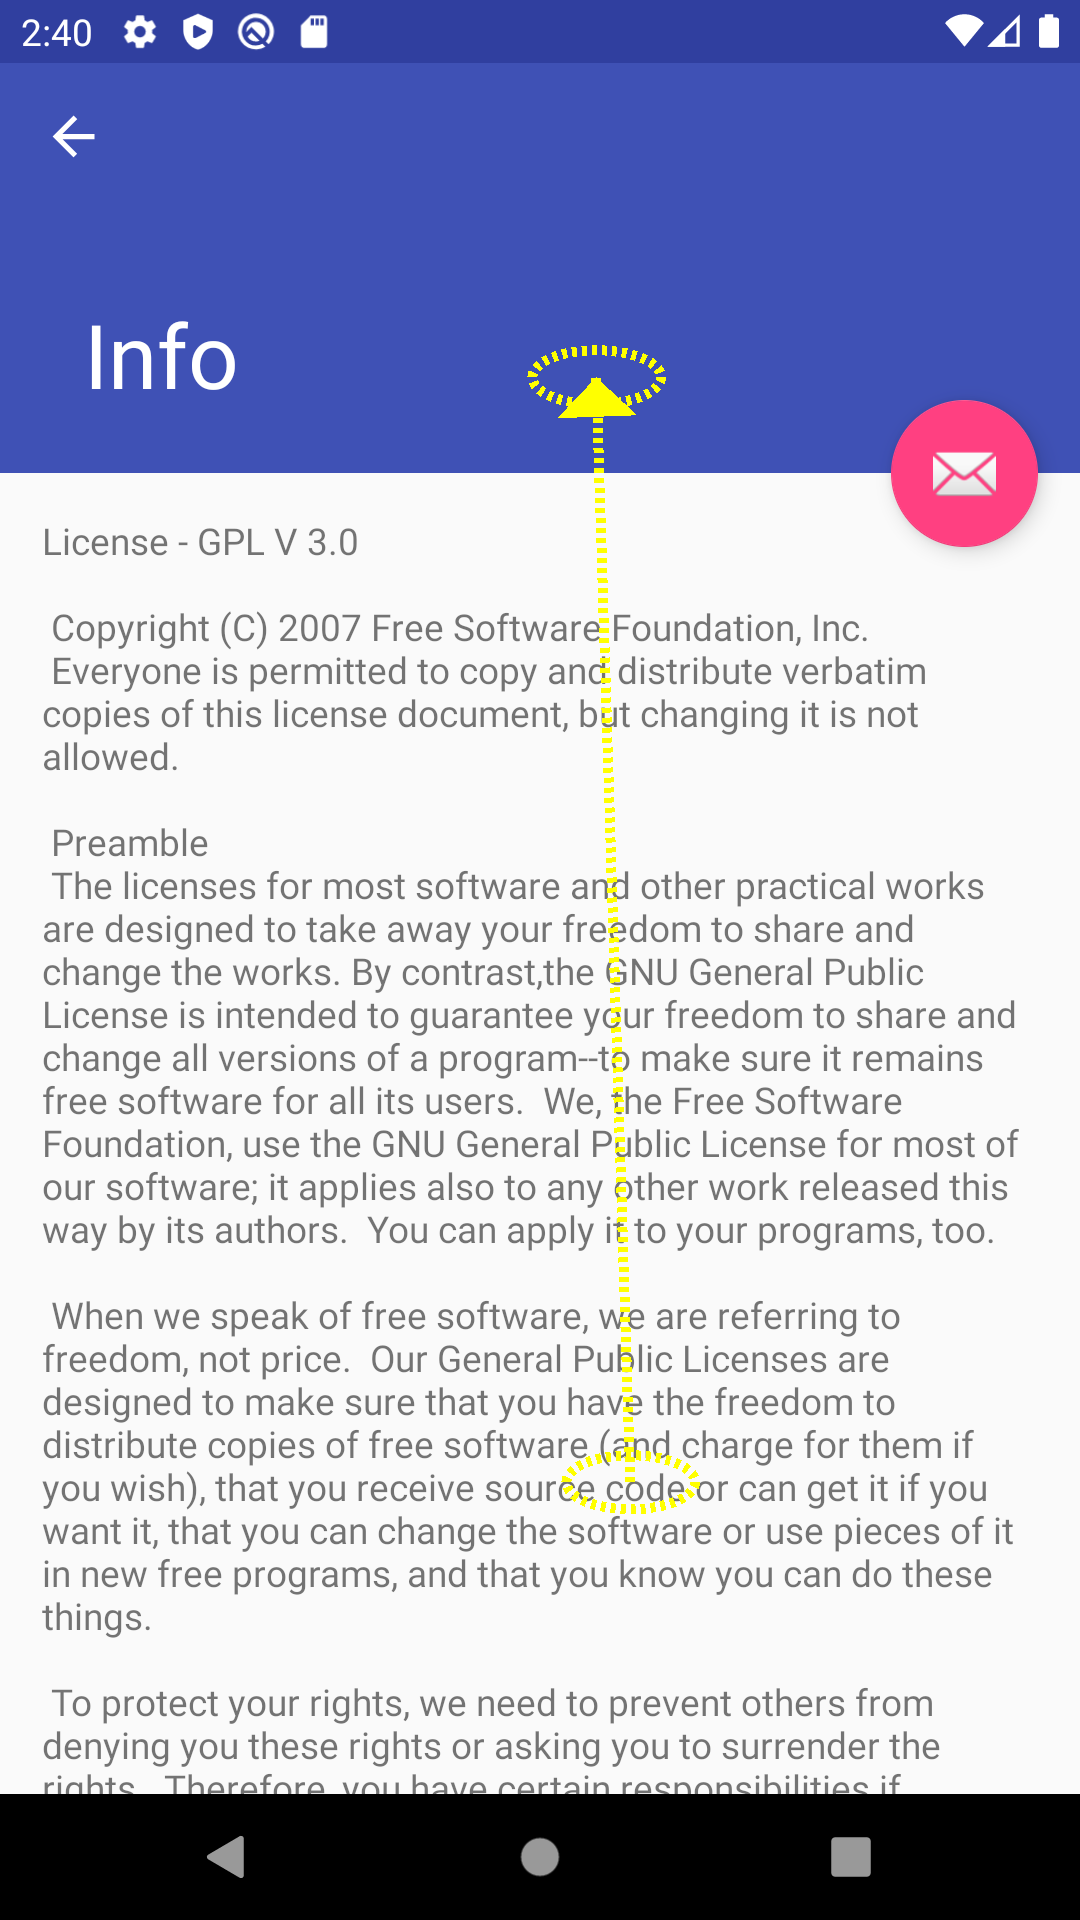 2:40
Info
License - GPL V 3.0
Copyright (C) 2007 Free Software Foundation, Inc.
Everyone is permitted to copy and distribute verbatim
copies of this license document, but changing it is not
allowed.
Preamble
The licenses for most software and other practical works
are designed to take away your freedom to share and
change the works. By contrast,the GNU General Public
License is intended to guarantee your freedom to share and
change all versions of a program--to make sure it remains
free software for all its users.  We, the Free Software
Foundation, use the GNU General Public License for most of
our software; it applies also to any other work released this
way by its authors.  You can apply it to your programs, too.
When we speak of free software, we are referring to
freedom, not price.  Our General Public Licenses are
designed to make sure that you have the freedom to
distribute copies of free software (and charge for them if
you wish), that you receive source code or can get it if you
want it, that you can change the software or use pieces of it
in new free programs, and that you know you can do these
things.
To protect your rights, we need to prevent others from
denying you these rights or asking you to surrender the
rights.  Therefore, you have certain responsibilities if